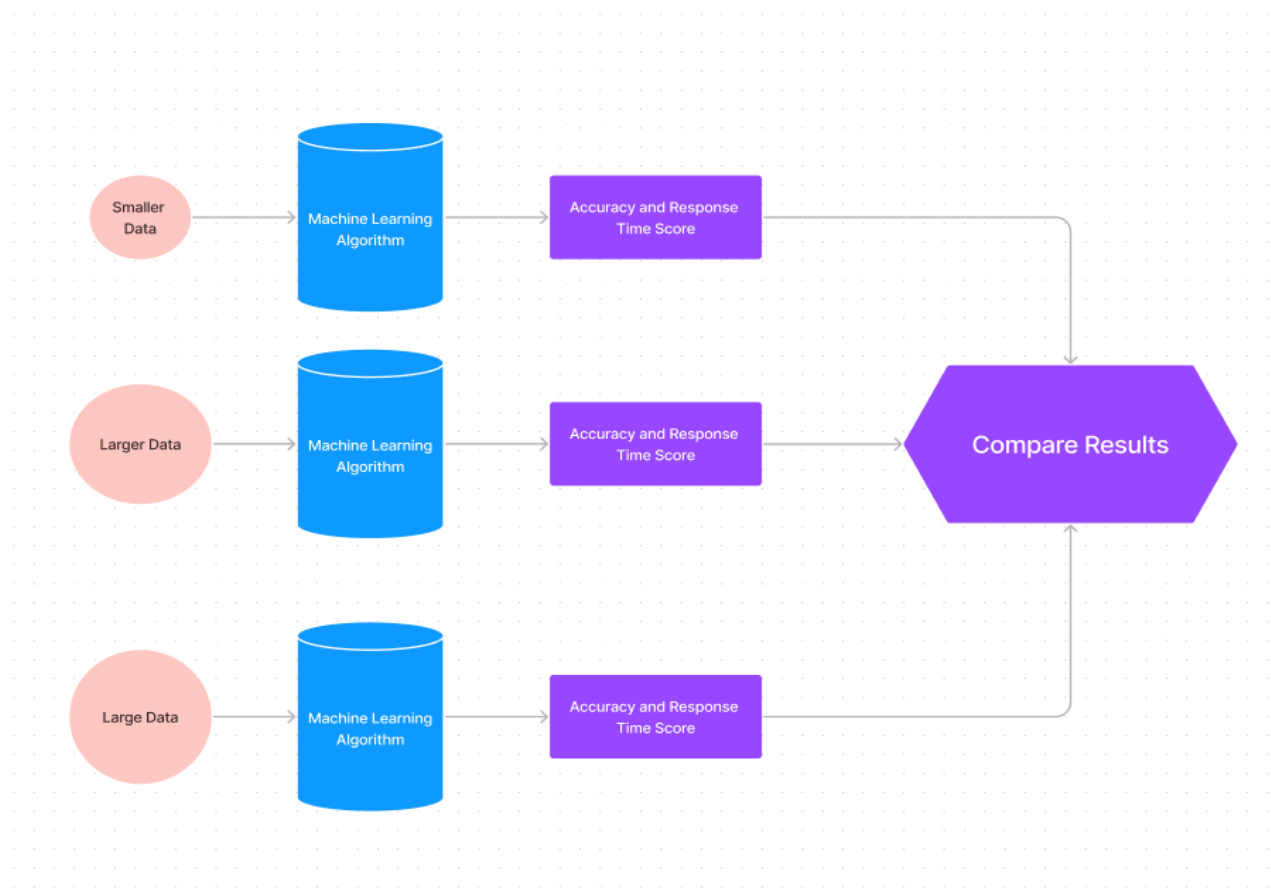 Smaller
Data
Machine Learning
Algorithm
Accuracy and Response
Time Score
Larger Data
Machine Learning
Algorithm
Accuracy and Response
Time Score
Compare Results
Large Data
Machine Learning
Algorithm
Accuracy and Response
Time Score